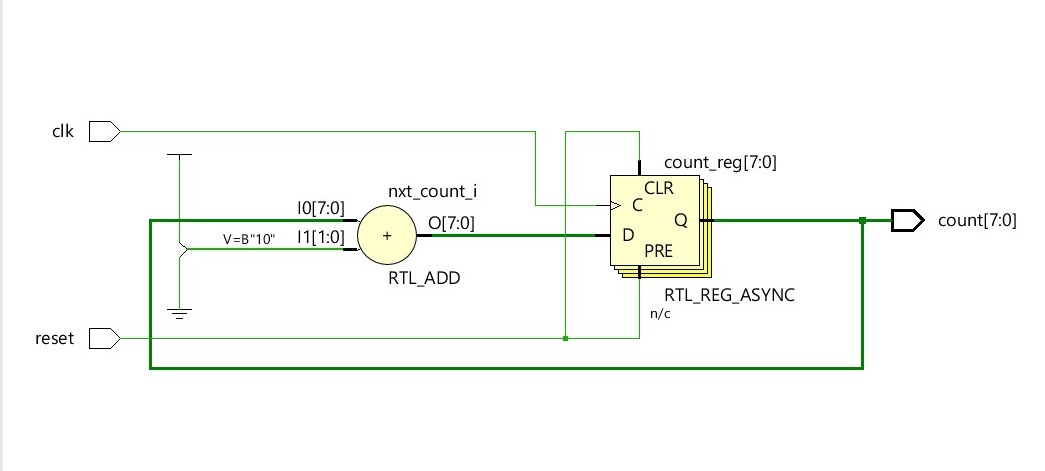 clk
count_reg[7:0]
nxt_count_i
CLR
I0[7:0]
C
O[7:0]
Q
count[7:0]
V=B"10"
I1[1:0]
+
D
PRE
RTL_ADD
RTL_REG_ASYNC
n/c
reset